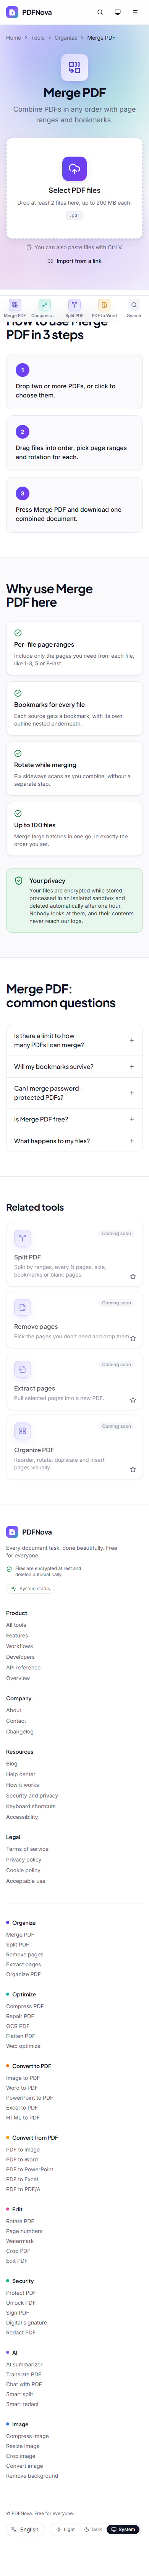 PDFNova
Home > Tools > Organize > Merge PDF
Merge PDF
Combine PDFs in any order with page
ranges and bookmarks.
Select PDF files
Drop at least 2 files here, up to 200 MB each.
.pdf
You can also paste files with Ctrl V.
Import from a link
Merge PDF
Compress ...
Split PDF
PDF to Word
Search
How to use Merge
PDF in 3 steps
1
Drop two or more PDFs, or click to
choose them.
2
Drag files into order, pick page ranges
and rotation for each.
3
Press Merge PDF and download one
combined document.
Why use Merge
PDF here
Per-file page ranges
Include only the pages you need from each file,
like 1-3, 5 or 8-last.
Bookmarks for every file
Each source gets a bookmark, with its own
outline nested underneath.
Rotate while merging
Fix sideways scans as you combine, without a
separate step.
Up to 100 files
Merge large batches in one go, in exactly the
order you set.
Your privacy
Your files are encrypted while stored,
processed in an isolated sandbox and
deleted automatically after one hour.
Nobody looks at them, and their contents
never reach our logs.
Merge PDF:
common questions
Is there a limit to how
many PDFs I can merge?
Will my bookmarks survive?
Can I merge password-
protected PDFs?
Is Merge PDF free?
What happens to my files?
Related tools
Coming soon
Split PDF
Split by ranges, every N pages, size,
bookmarks or blank pages.
Coming soon
Remove pages
Pick the pages you don't need and drop them.
Coming soon
Extract pages
Pull selected pages into a new PDF.
Coming soon
Organize PDF
Reorder, rotate, duplicate and insert
pages visually.
PDFNova
Every document task, done beautifully. Free
for everyone.
Files are encrypted at rest and
deleted automatically.
System status
Product
All tools
Features
Workflows
Developers
API reference
Overview
Company
About
Contact
Changelog
Resources
Blog
Help center
How it works
Security and privacy
Keyboard shortcuts
Accessibility
Legal
Terms of service
Privacy policy
Cookie policy
Acceptable use
Organize
Merge PDF
Split PDF
Remove pages
Extract pages
Organize PDF
Optimize
Compress PDF
Repair PDF
OCR PDF
Flatten PDF
Web optimize
Convert to PDF
Image to PDF
Word to PDF
PowerPoint to PDF
Excel to PDF
HTML to PDF
Convert from PDF
PDF to image
PDF to Word
PDF to PowerPoint
PDF to Excel
PDF to PDF/A
Edit
Rotate PDF
Page numbers
Watermark
Crop PDF
Edit PDF
Security
Protect PDF
Unlock PDF
Sign PDF
Digital signature
Redact PDF
AI
AI summarizer
Translate PDF
Chat with PDF
Smart split
Smart redact
Image
Compress image
Resize image
Crop image
Convert image
Remove background
© PDFNova. Free for everyone.
English
Light
Dark
System